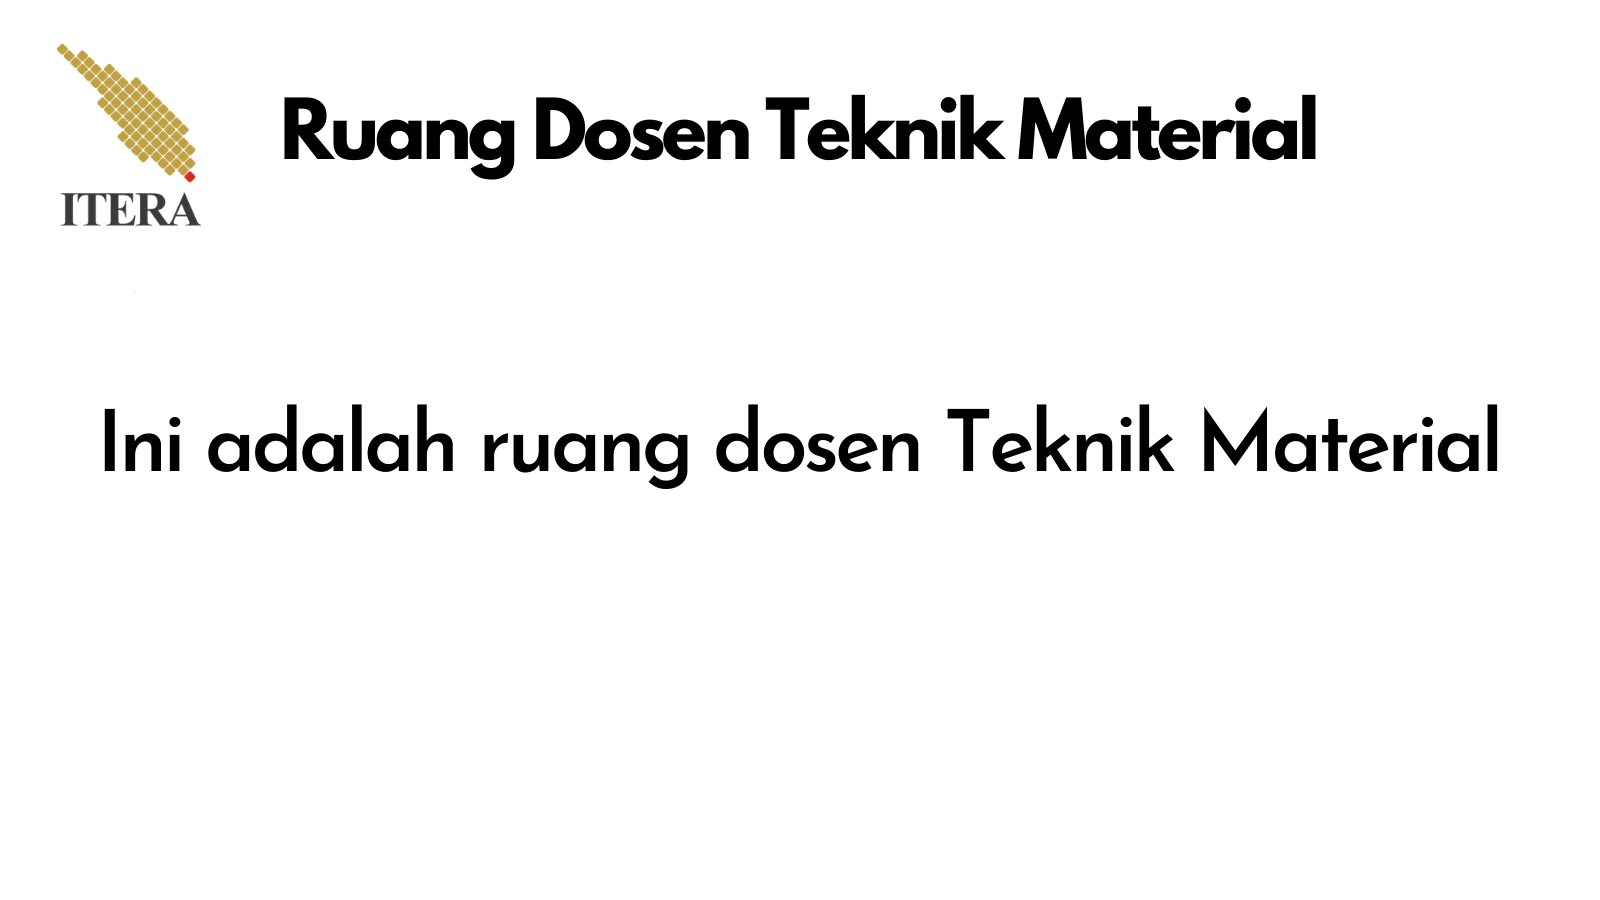 Ruang Dosen Teknik Material
ITERA
Ini adalah ruang dosen Teknik Material